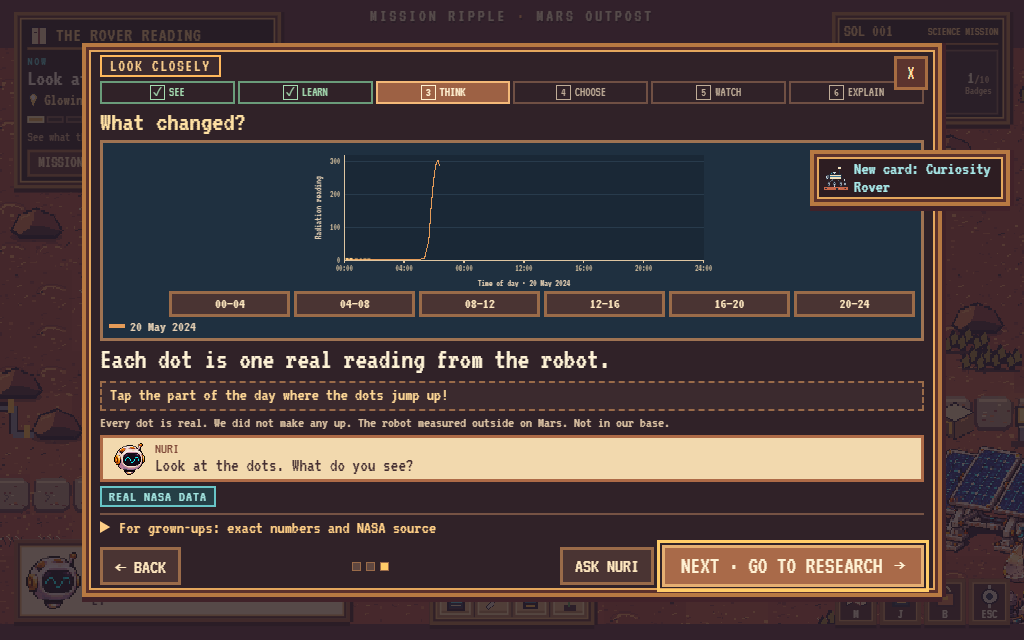 MISSION RIPPLE · MARS OUTPOST
THE ROVER READING
SOL 001
SCIENCE MISSION
NOW
Look a
Glowin
See what t
MISSION
1/10
Badges
LOOK CLOSELY
X
SEE
LEARN
3 THINK
4 CHOOSE
5 WATCH
6 EXPLAIN
What changed?
New card: Curiosity
Rover
Radiation reading
300
200
100
0
00:00 04:00 08:00 12:00 16:00 20:00 24:00
Time of day · 20 May 2024
00-04
04-08
08-12
12-16
16-20
20-24
20 May 2024
Each dot is one real reading from the robot.
Tap the part of the day where the dots jump up!
Every dot is real. We did not make any up. The robot measured outside on Mars. Not in our base.
NURI
Look at the dots. What do you see?
REAL NASA DATA
For grown-ups: exact numbers and NASA source
← BACK
ASK NURI
NEXT · GO TO RESEARCH →
J
B
ESC